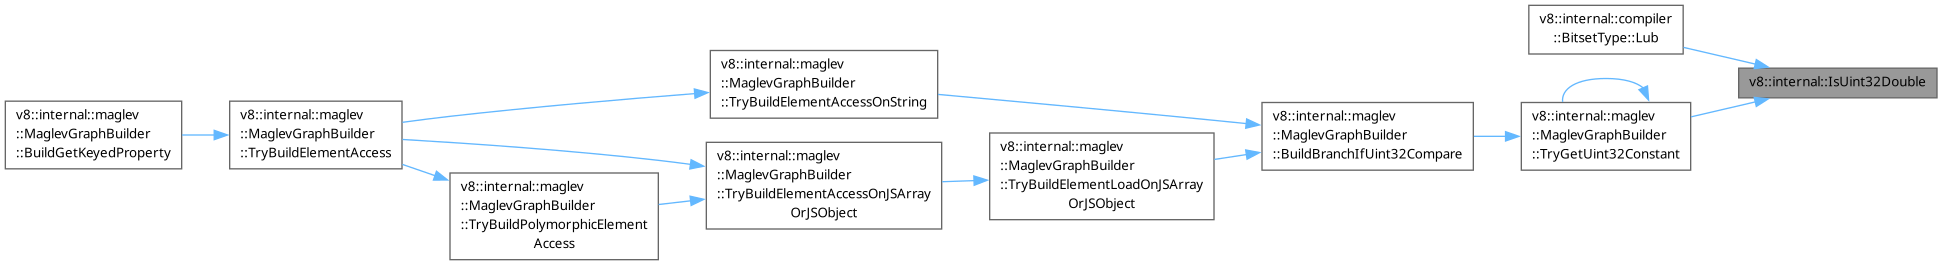 v8::internal::maglev
::MaglevGraphBuilder
::BuildGetKeyedProperty
v8::internal::maglev
::MaglevGraphBuilder
::TryBuildElementAccess
v8::internal::maglev
::MaglevGraphBuilder
::TryBuildElementAccessOnString
v8::internal::maglev
::MaglevGraphBuilder
::TryBuildPolymorphicElement
Access
v8::internal::maglev
::MaglevGraphBuilder
::TryBuildElementAccessOnJSArray
OrJSObject
v8::internal::maglev
::MaglevGraphBuilder
::TryBuildElementLoadOnJSArray
OrJSObject
v8::internal::maglev
::MaglevGraphBuilder
::BuildBranchIfUint32Compare
v8::internal::compiler
::BitsetType::Lub
v8::internal::maglev
::MaglevGraphBuilder
::TryGetUint32Constant
v8::internal::IsUint32Double